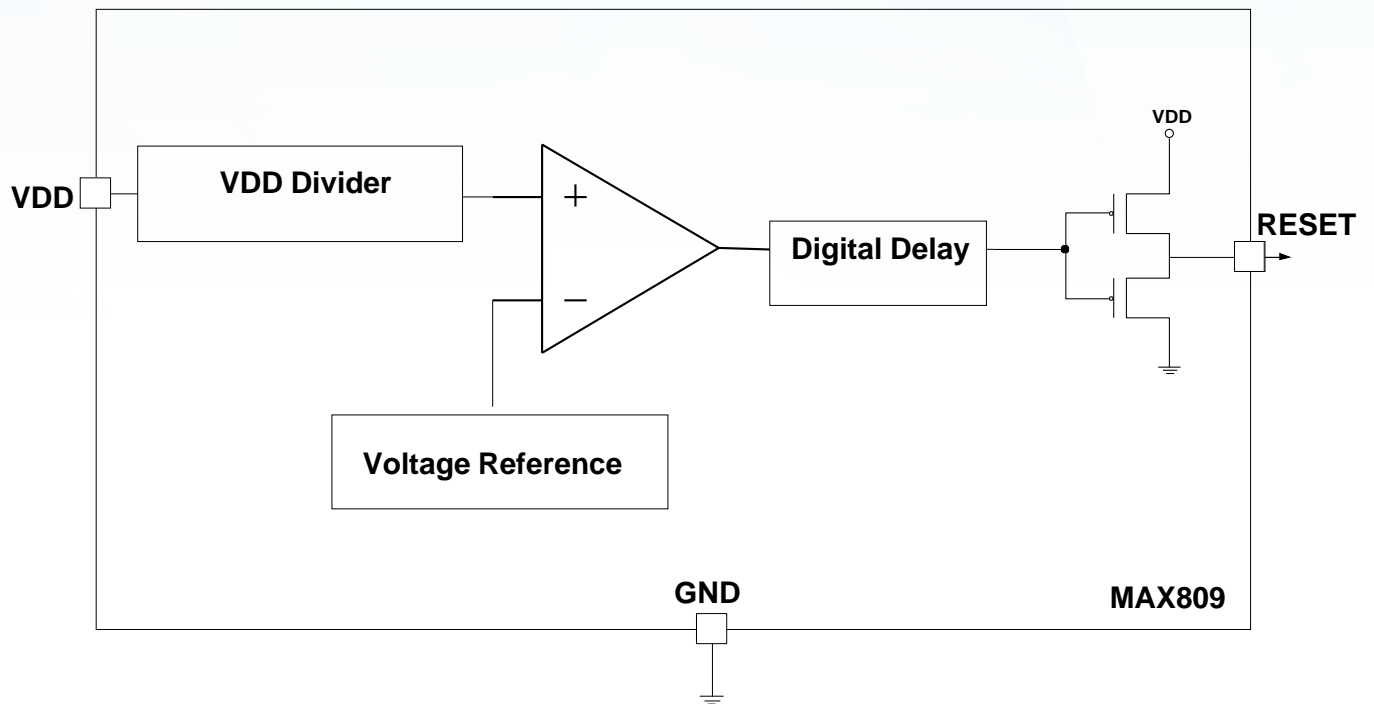 VDD
VDD Divider
+
−
Voltage Reference
Digital Delay
VDD
RESET
GND
MAX809